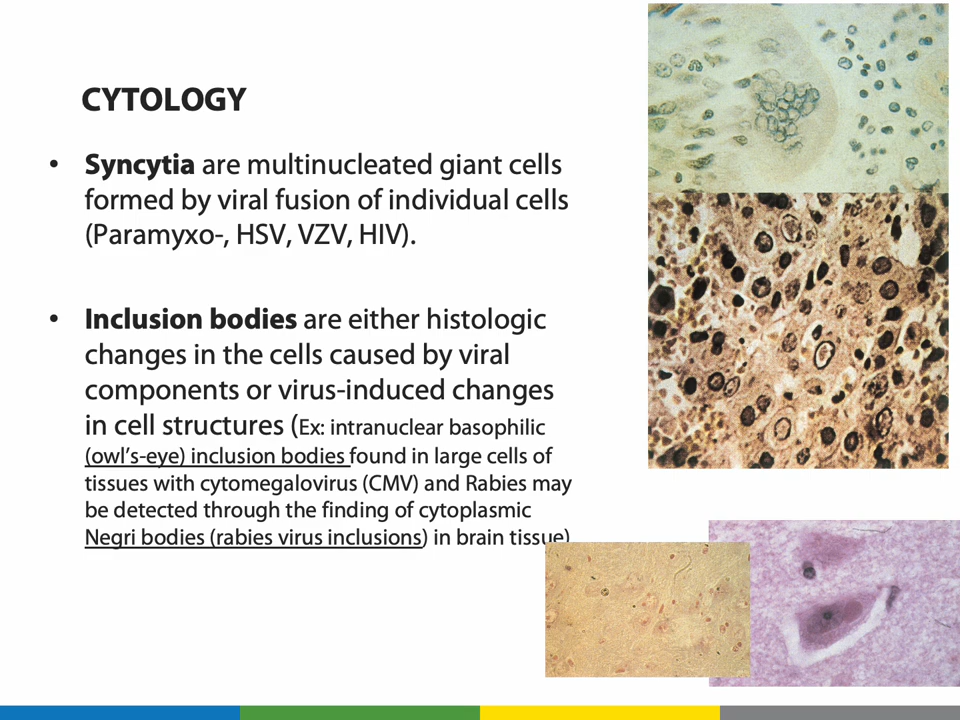 CYTOLOGY
• Syncytia are multinucleated giant cells
formed by viral fusion of individual cells
(Paramyxo-, HSV, VZV, HIV).
• Inclusion bodies are either histologic
changes in the cells caused by viral
components or virus-induced changes
in cell structures (Ex: intranuclear basophilic
(owl's-eye) inclusion bodies found in large cells of
tissues with cytomegalovirus (CMV) and Rabies may
be detected through the finding of cytoplasmic
Negri bodies (rabies virus inclusions) in brain tissue)